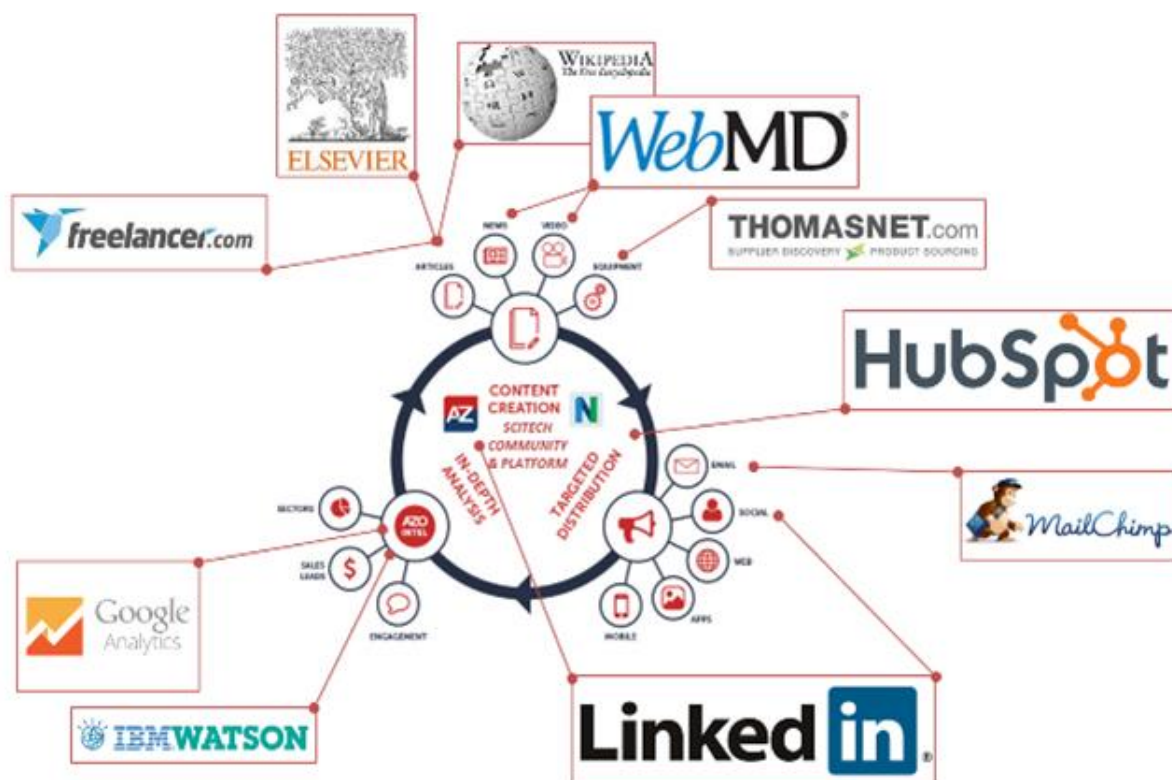 ELSEVIER
WIKIPEDIA
The Free Encyclopedia
WebMD®
freelancer.com
THOMASNET.com
SUPPLIER DISCOVERY PRODUCT SOURCING
NEWS
VIDEO
ARTICLES
EQUIPMENT
HubSpot
AZ
CONTENT
CREATION
N
SCITECH
COMMUNITY
& PLATFORM
IN-DEPTH
ANALYSIS
TARGETED
DISTRIBUTION
EMAIL
SOCIAL
WEB
APPS
MOBILE
MailChimp
SECTORS
AZO
INTEL
SALES
LEADS
$
ENGAGEMENT
Google
Analytics
IBM WATSON
Linked in®